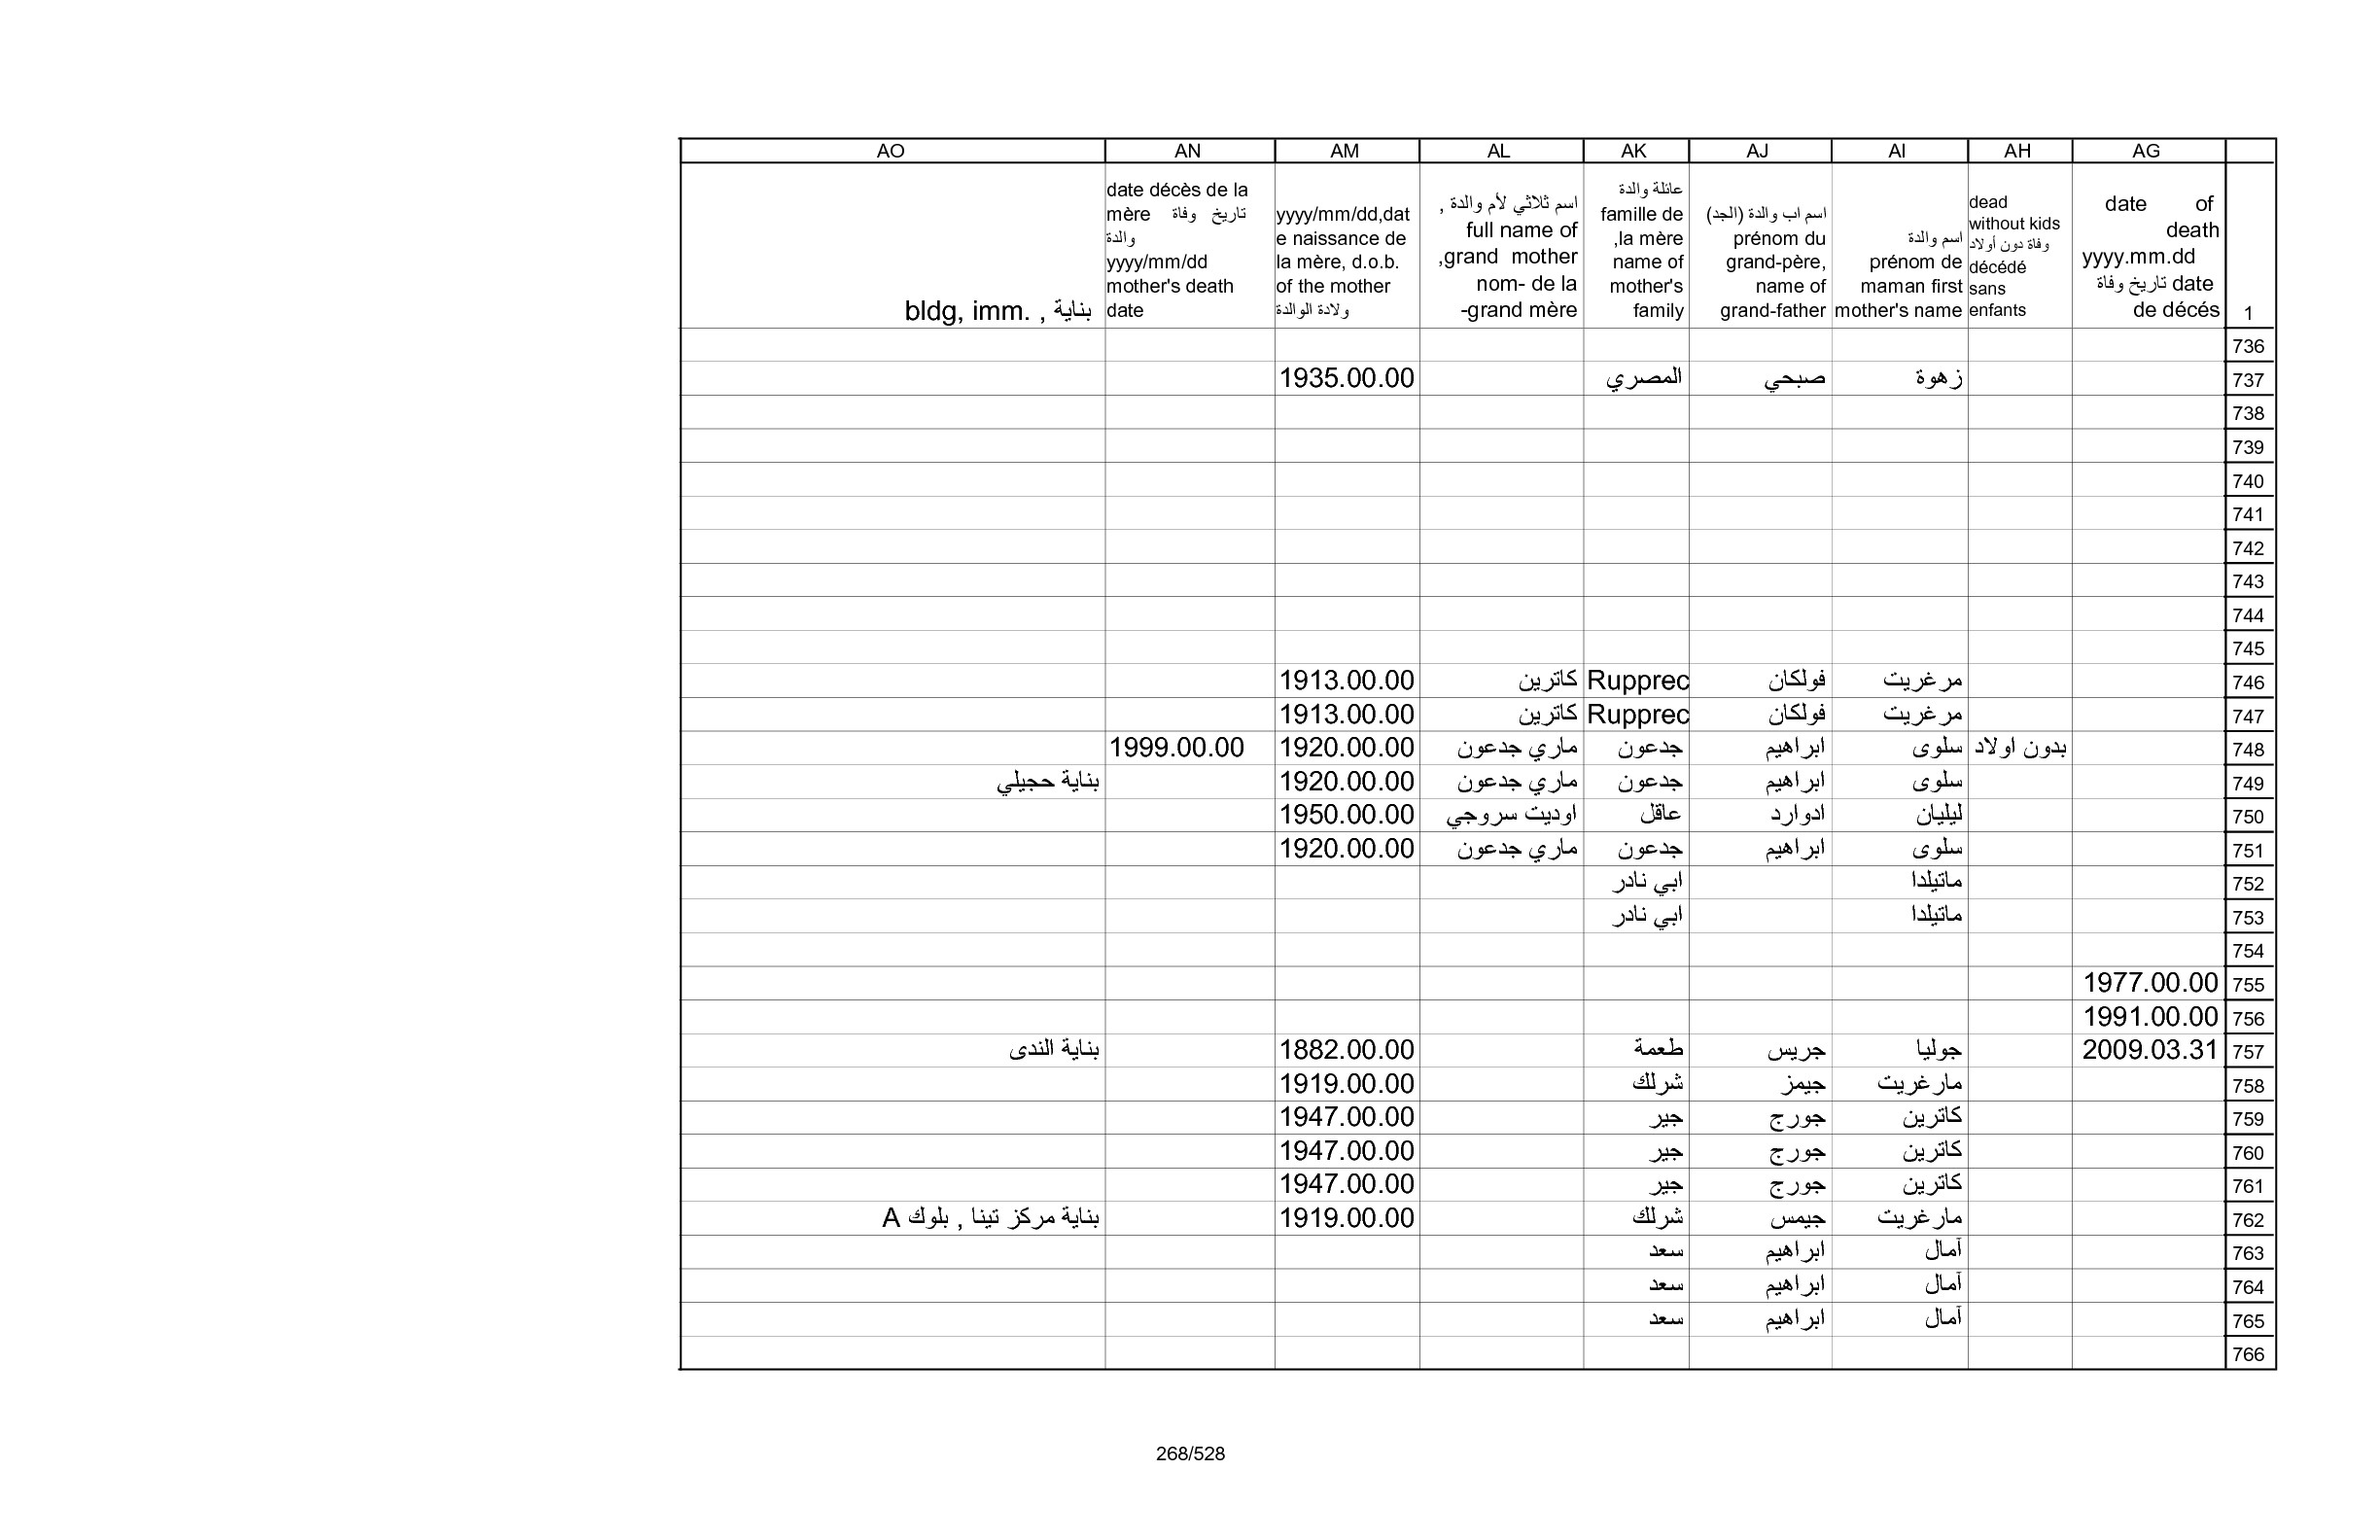 AO AN AM AL AK AJ AI AH AG
bldg, imm. , بناية
date décès de la
mère تاريخ وفاة
والدة
yyyy/mm/dd
mother's death
date
yyyy/mm/dd,dat
e naissance de
la mère, d.o.b.
of the mother
ولادة الوالدة
اسم ثلاثي لأم والدة ,
full name of
,grand mother
nom- de la
-grand mère
عائلة والدة
famille de
,la mère
name of
mother's
family
اسم اب والدة (الجد)
prénom du
grand-père,
name of
grand-father
اسم والدة
prénom de
maman first
mother's name
dead
without kids
وفاة دون أولاد
décédé
sans
enfants
date of
death
yyyy.mm.dd
تاريخ وفاة date
de décés
1
736
1935.00.00 المصري صبحي زهوة 737
738
739
740
741
742
743
744
745
1913.00.00 كاترين Rupprec فولكان مرغريت 746
1913.00.00 كاترين Rupprec فولكان مرغريت 747
1999.00.00 1920.00.00 ماري جدعون جدعون ابراهيم سلوى بدون اولاد 748
بناية حجيلي 1920.00.00 ماري جدعون جدعون ابراهيم سلوى 749
1950.00.00 اوديت سروجي عاقل ادوارد ليليان 750
1920.00.00 ماري جدعون جدعون ابراهيم سلوى 751
ابي نادر ماتيلدا 752
ابي نادر ماتيلدا 753
754
1977.00.00 755
1991.00.00 756
بناية الندى 1882.00.00 طعمة جريس جوليا 2009.03.31 757
1919.00.00 شرلك جيمز مارغريت 758
1947.00.00 جير جورج كاترين 759
1947.00.00 جير جورج كاترين 760
1947.00.00 جير جورج كاترين 761
بناية مركز تينا , بلوك A 1919.00.00 شرلك جيمس مارغريت 762
سعد ابراهيم آمال 763
سعد ابراهيم آمال 764
سعد ابراهيم آمال 765
766
268/528